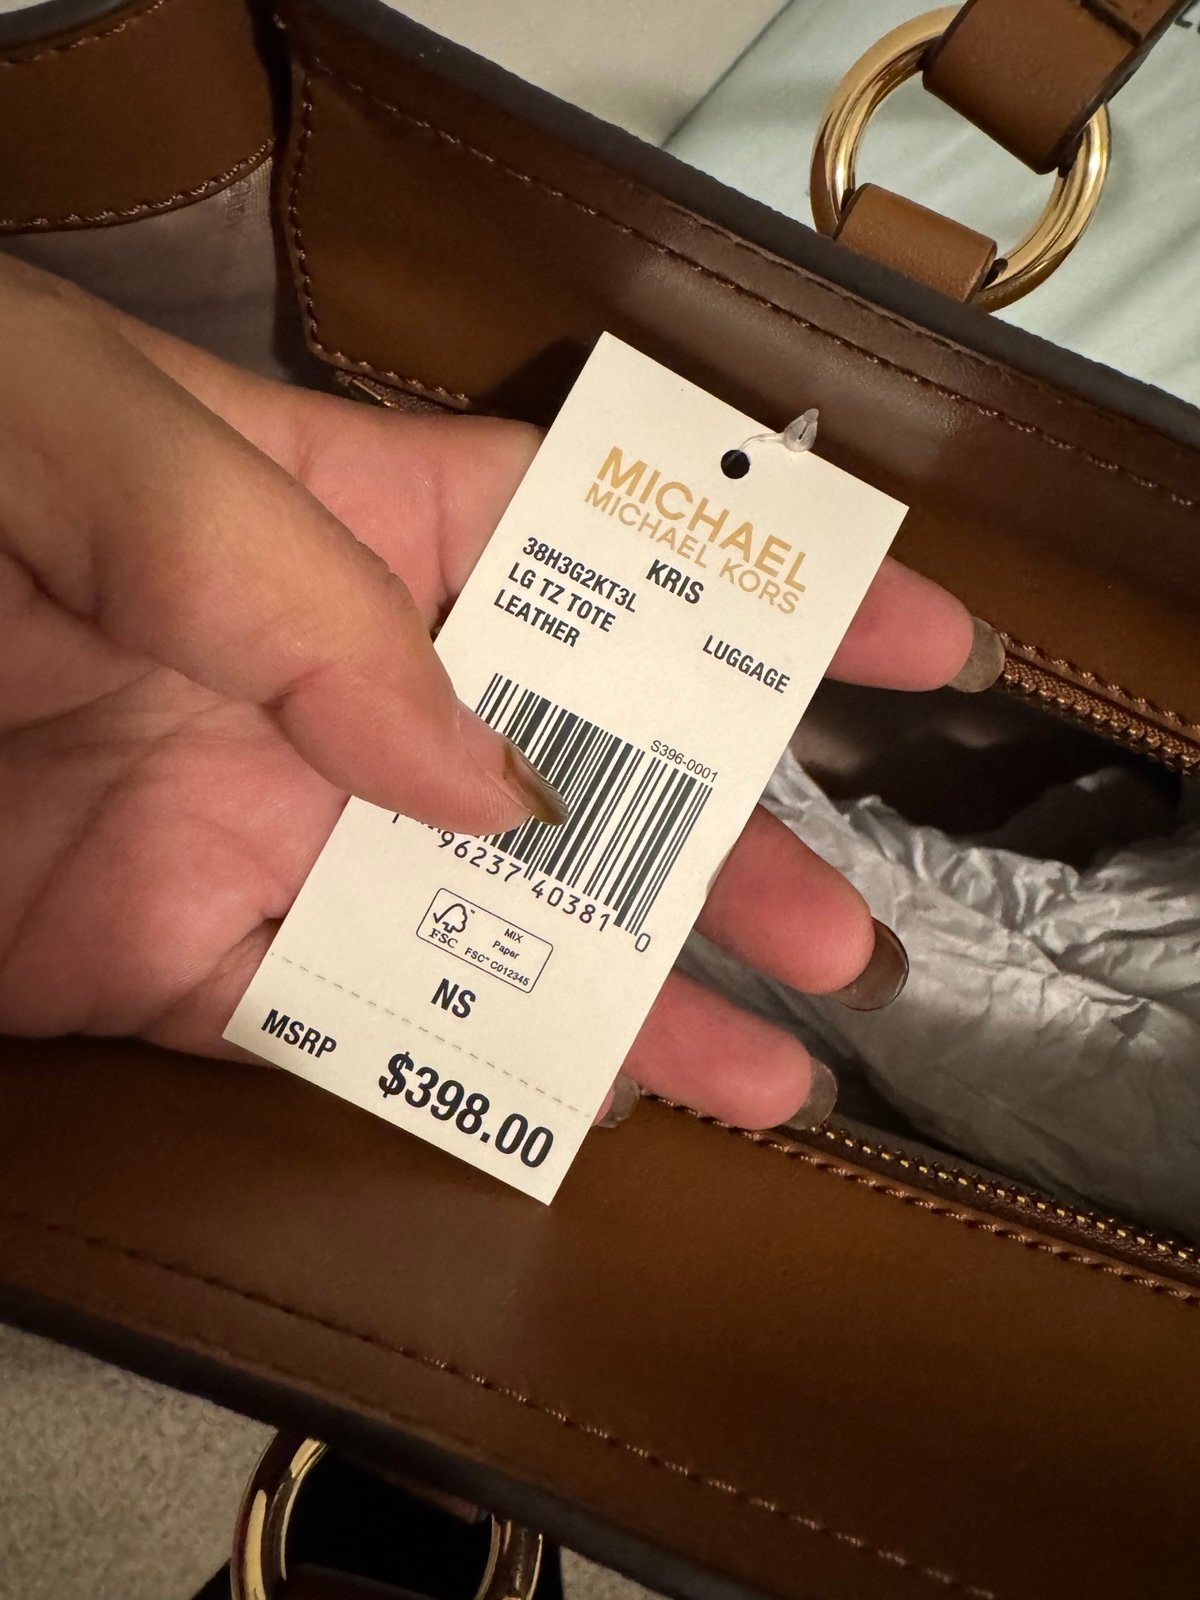 MICHAEL
MICHAEL KORS
38H3G2KT3L KRIS
LG TZ TOTE
LEATHER LUGGAGE
S396-0001
96237 40381 0
FSC
MIX
Paper
FSC™ C012345
NS
MSRP $398.00